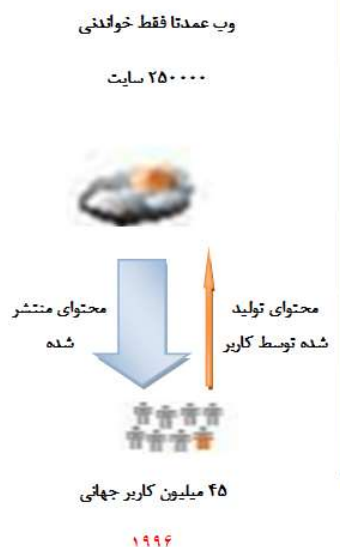 وب عمدتا فقط خواندنی
۲۵۰۰۰۰ سایت
محتوای تولید
شده توسط کاربر
محتوای منتشر
شده
۴۵ میلیون کاربر جهانی
۱۹۹۶